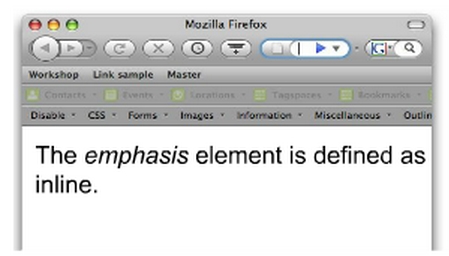 Mozilla Firefox
Workshop Link sample Master
Contacts Events Locations Tagspaces Bookmarks
Disable CSS Forms Images Information Miscellaneous Outlin
The emphasis element is defined as
inline.